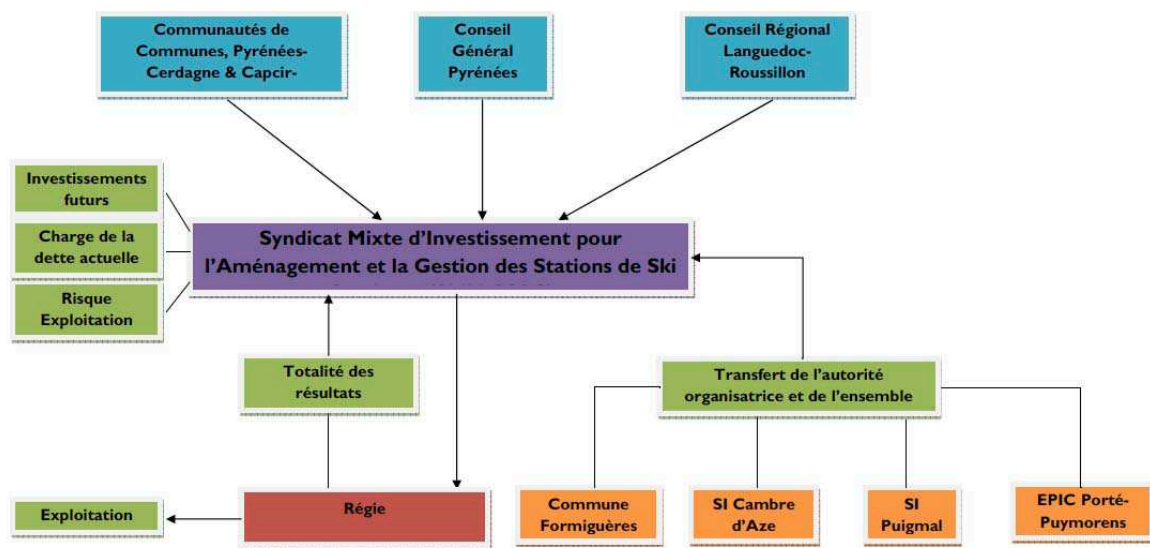 Communautés de
Communes, Pyrénées-
Cerdagne & Capcir-
Conseil
Général
Pyrénées
Conseil Régional
Languedoc-
Roussillon
Investissements
futurs
Charge de la
dette actuelle
Risque
Exploitation
Syndicat Mixte d’Investissement pour
l’Aménagement et la Gestion des Stations de Ski
Totalité des
résultats
Transfert de l’autorité
organisatrice et de l’ensemble
Exploitation
Régie
Commune
Formiguères
SI Cambre
d’Aze
SI
Puigmal
EPIC Porté-
Puymorens